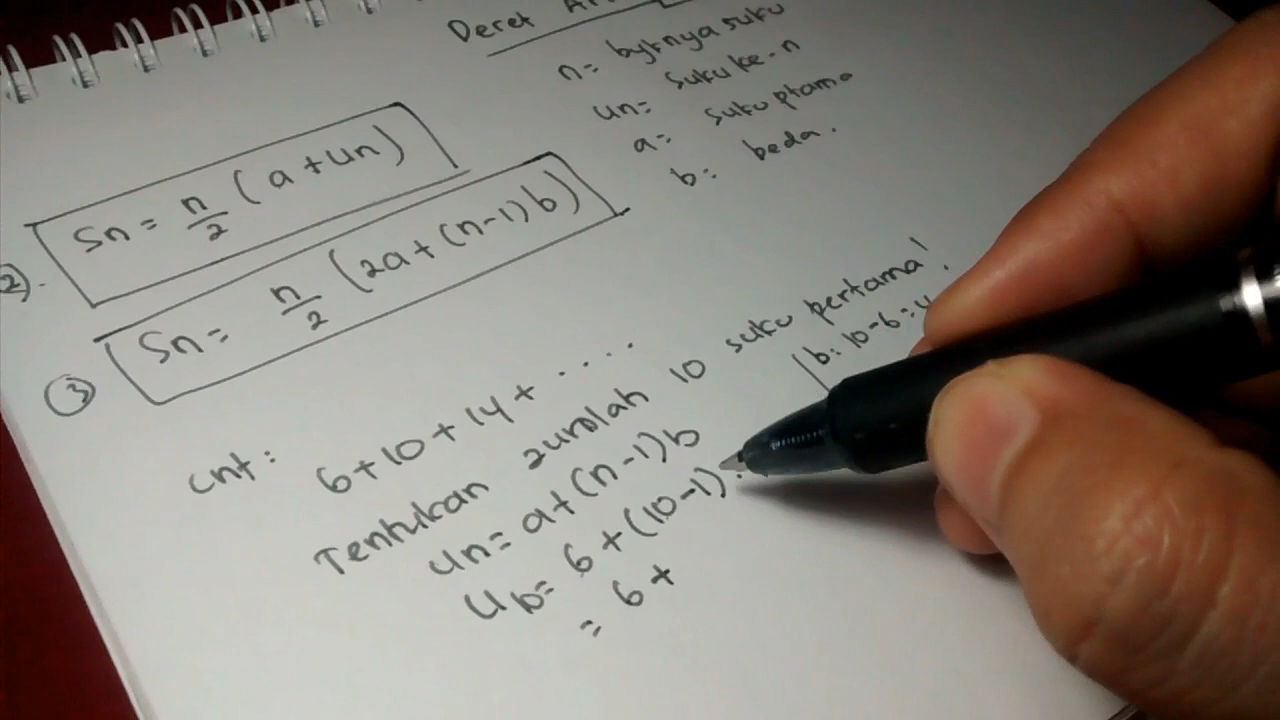 Deret
n= byknya suku
un= suku ke-n
a= suku ptama
b= beda.
Sn= n/2 (a+un)
2). Sn= n/2 (2a+(n-1)b)
3
cnt: 6+10+14+....
Tentukan jumlah 10 suku pertama!
un= a+(n-1)b
b= 10-6=4
U10= 6+(10-1).
= 6+